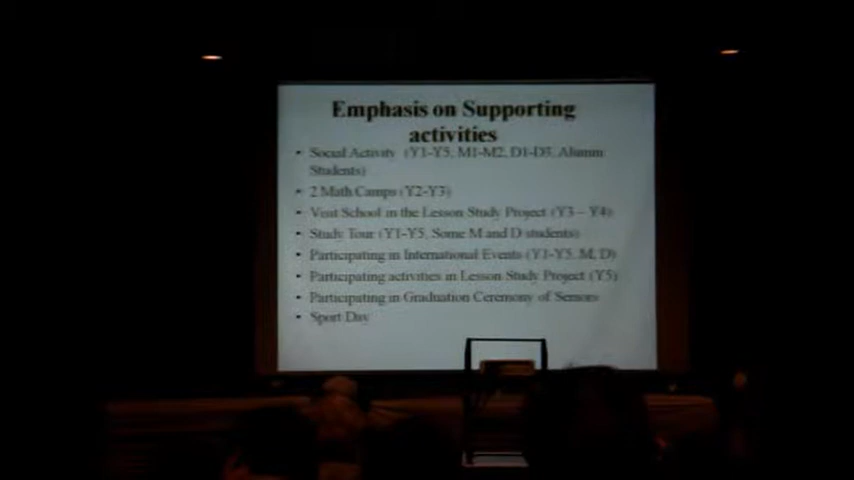 Emphasis on Supporting
activities
• Social Activity (Y1-Y5, M1-M2, D1-D3, Alumni
Students)
• 2 Math Camps (Y2-Y3)
• Visit School in the Lesson Study Project (Y3 – Y4)
• Study Tour (Y1-Y5, Some M and D students)
• Participating in International Events (Y1-Y5, M, D)
• Participating activities in Lesson Study Project (Y5)
• Participating in Graduation Ceremony of Seniors
• Sport Day